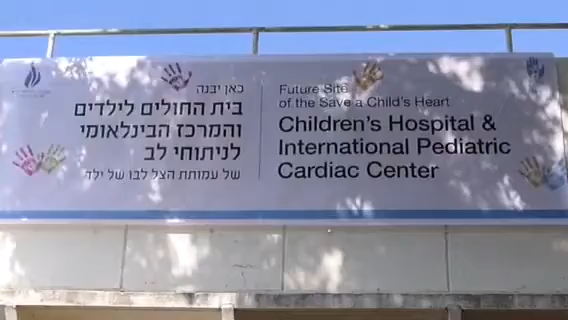 כאן יבנה
בית החולים לילדים
והמרכז הבינלאומי
לניתוחי לב
של עמותת הצל לבו של ילד
Future Site
of the Save a Child's Heart
Children's Hospital &
International Pediatric
Cardiac Center